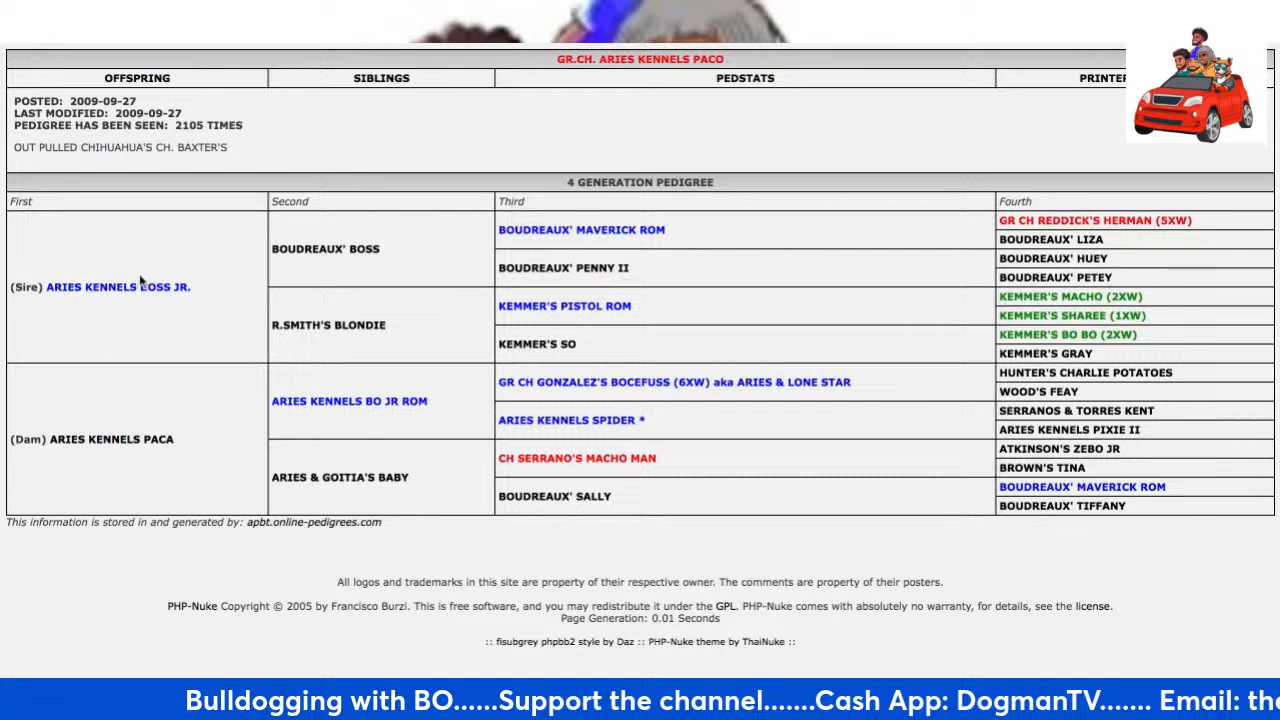 GR.CH. ARIES KENNELS PACO
OFFSPRING SIBLINGS PEDSTATS PRINTER
POSTED: 2009-09-27
LAST MODIFIED: 2009-09-27
PEDIGREE HAS BEEN SEEN: 2105 TIMES
OUT PULLED CHIHUAHUA'S CH. BAXTER'S
4 GENERATION PEDIGREE
First Second Third Fourth
(Sire) ARIES KENNELS BOSS JR.
BOUDREAUX' BOSS
BOUDREAUX' MAVERICK ROM
GR CH REDDICK'S HERMAN (5XW)
BOUDREAUX' LIZA
BOUDREAUX' PENNY II
BOUDREAUX' HUEY
BOUDREAUX' PETEY
R.SMITH'S BLONDIE
KEMMER'S PISTOL ROM
KEMMER'S MACHO (2XW)
KEMMER'S SHAREE (1XW)
KEMMER'S SO
KEMMER'S BO BO (2XW)
KEMMER'S GRAY
(Dam) ARIES KENNELS PACA
ARIES KENNELS BO JR ROM
GR CH GONZALEZ'S BOCEFUSS (6XW) aka ARIES & LONE STAR
HUNTER'S CHARLIE POTATOES
WOOD'S FEAY
ARIES KENNELS SPIDER *
SERRANOS & TORRES KENT
ARIES KENNELS PIXIE II
ARIES & GOITIA'S BABY
CH SERRANO'S MACHO MAN
ATKINSON'S ZEBO JR
BROWN'S TINA
BOUDREAUX' SALLY
BOUDREAUX' MAVERICK ROM
BOUDREAUX' TIFFANY
This information is stored in and generated by: apbt.online-pedigrees.com
All logos and trademarks in this site are property of their respective owner. The comments are property of their posters.
PHP-Nuke Copyright © 2005 by Francisco Burzi. This is free software, and you may redistribute it under the GPL. PHP-Nuke comes with absolutely no warranty, for details, see the license.
Page Generation: 0.01 Seconds
:: fisubgrey phpbb2 style by Daz :: PHP-Nuke theme by ThaiNuke ::
Bulldogging with BO......Support the channel.......Cash App: DogmanTV....... Email: the